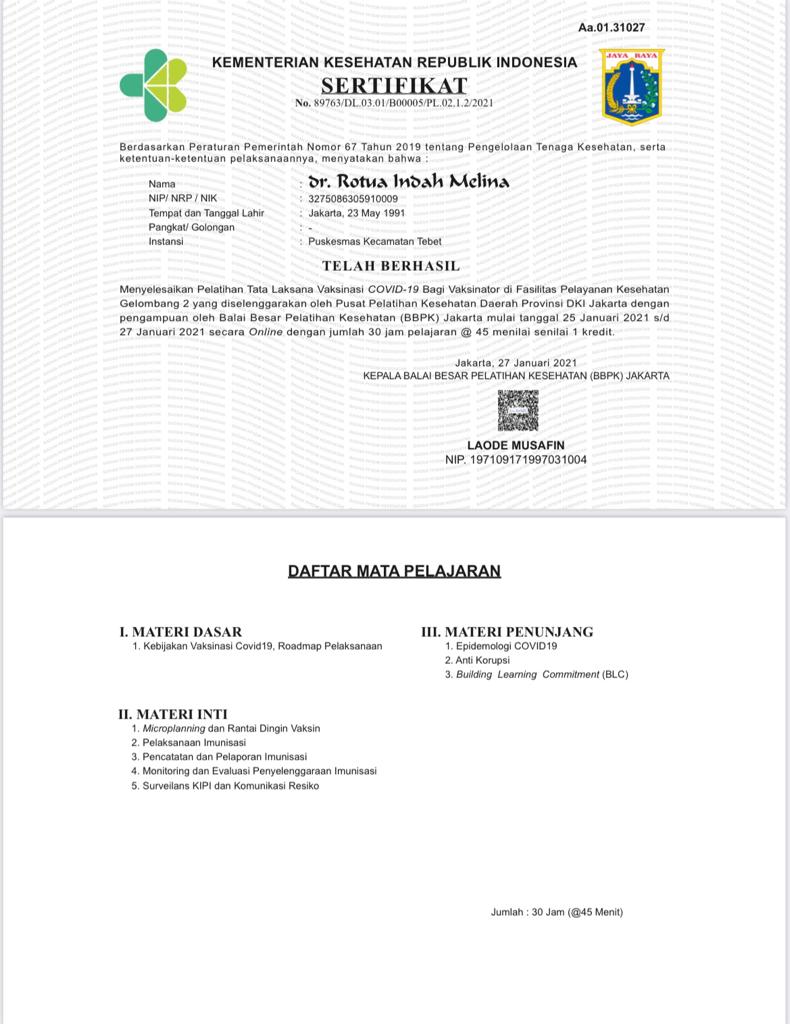 Aa.01.31027
JAYA RAYA
KEMENTERIAN KESEHATAN REPUBLIK INDONESIA
SERTIFIKAT
No. 89763/DL.03.01/B00005/PL.02.1.2/2021
Berdasarkan Peraturan Pemerintah Nomor 67 Tahun 2019 tentang Pengelolaan Tenaga Kesehatan, serta
ketentuan-ketentuan pelaksanaannya, menyatakan bahwa :
Nama : dr. Rotua Indah Melina
NIP/ NRP / NIK : 3275086305910009
Tempat dan Tanggal Lahir : Jakarta, 23 May 1991
Pangkat/ Golongan : -
Instansi : Puskesmas Kecamatan Tebet
TELAH BERHASIL
Menyelesaikan Pelatihan Tata Laksana Vaksinasi COVID-19 Bagi Vaksinator di Fasilitas Pelayanan Kesehatan
Gelombang 2 yang diselenggarakan oleh Pusat Pelatihan Kesehatan Daerah Provinsi DKI Jakarta dengan
pengampuan oleh Balai Besar Pelatihan Kesehatan (BBPK) Jakarta mulai tanggal 25 Januari 2021 s/d
27 Januari 2021 secara Online dengan jumlah 30 jam pelajaran @ 45 menilai senilai 1 kredit.
Jakarta, 27 Januari 2021
KEPALA BALAI BESAR PELATIHAN KESEHATAN (BBPK) JAKARTA
LAODE MUSAFIN
NIP. 197109171997031004
DAFTAR MATA PELAJARAN
I. MATERI DASAR
1. Kebijakan Vaksinasi Covid19, Roadmap Pelaksanaan
II. MATERI INTI
1. Microplanning dan Rantai Dingin Vaksin
2. Pelaksanaan Imunisasi
3. Pencatatan dan Pelaporan Imunisasi
4. Monitoring dan Evaluasi Penyelenggaraan Imunisasi
5. Surveilans KIPI dan Komunikasi Resiko
III. MATERI PENUNJANG
1. Epidemologi COVID19
2. Anti Korupsi
3. Building Learning Commitment (BLC)
Jumlah : 30 Jam (@45 Menit)